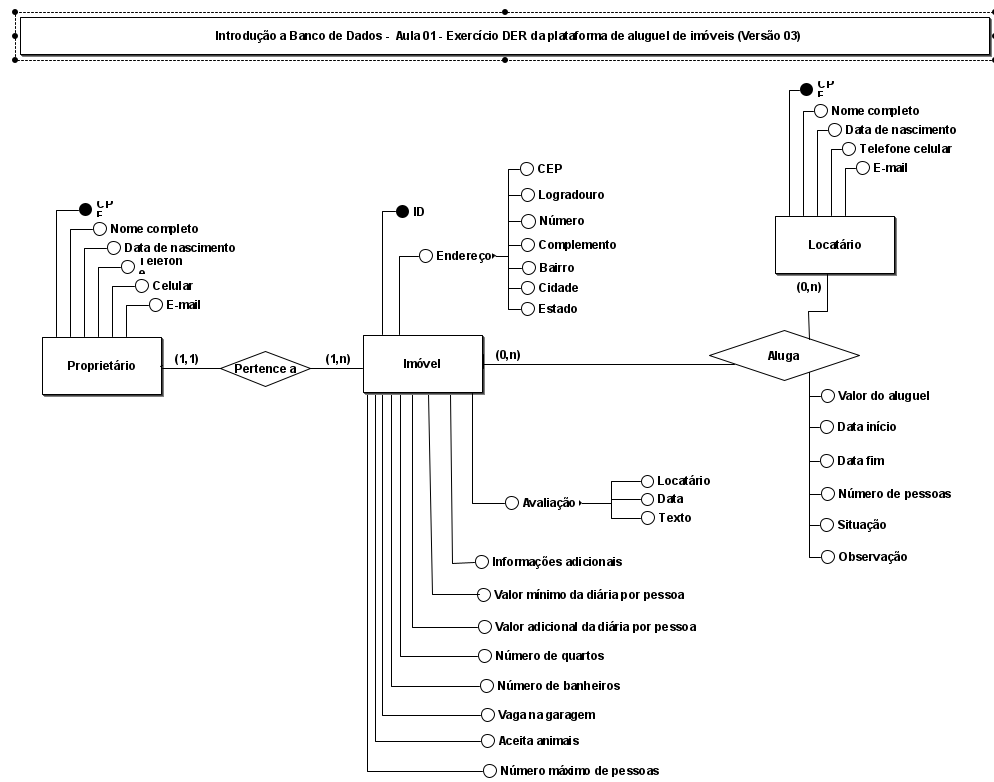 Introdução a Banco de Dados - Aula 01 - Exercício DER da plataforma de aluguel de imóveis (Versão 03)
CPF
Nome completo
Data de nascimento
Telefone celular
E-mail
Locatário
(0,n)
CEP
Logradouro
Número
Complemento
Bairro
Cidade
Estado
ID
Endereço
CPF
Nome completo
Data de nascimento
Telefone
Celular
E-mail
Proprietário
(1,1)
Pertence a
(1,n)
Imóvel
(0,n)
Aluga
Valor do aluguel
Data início
Data fim
Número de pessoas
Situação
Observação
Avaliação
Locatário
Data
Texto
Informações adicionais
Valor mínimo da diária por pessoa
Valor adicional da diária por pessoa
Número de quartos
Número de banheiros
Vaga na garagem
Aceita animais
Número máximo de pessoas